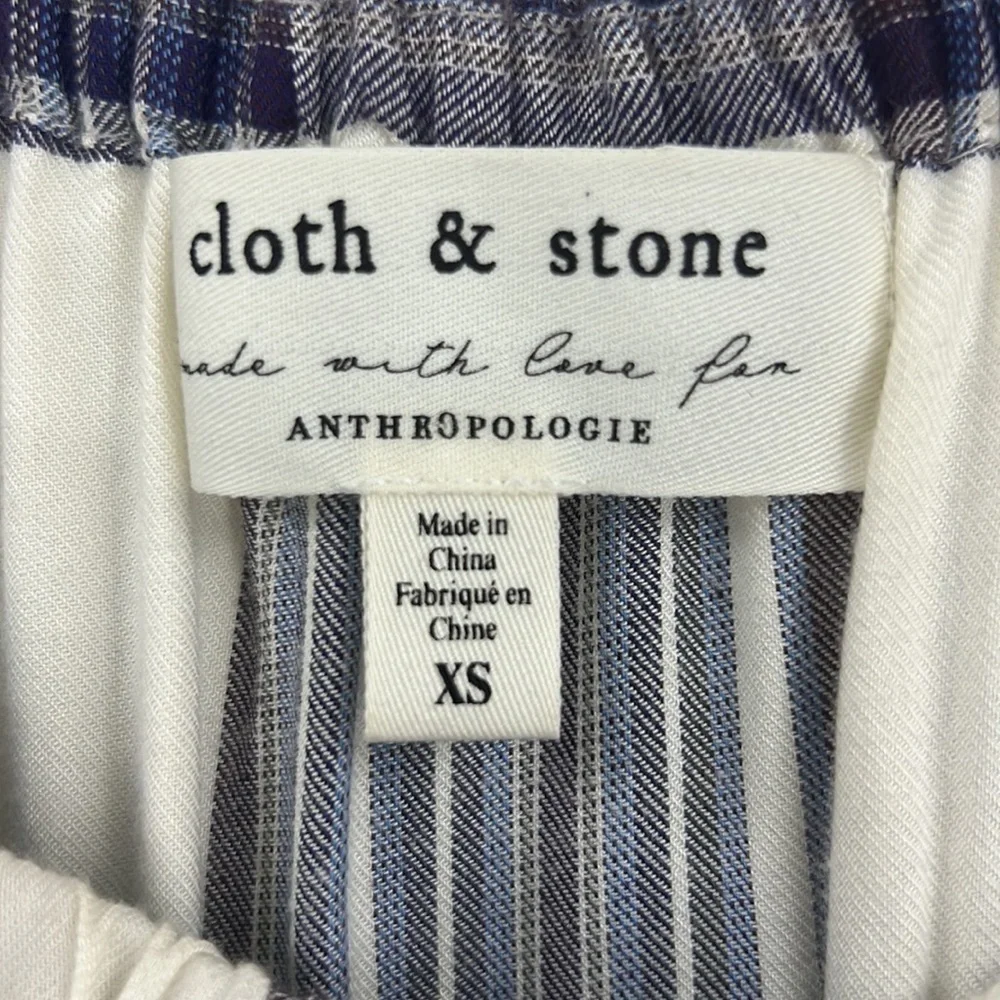 cloth & stone
made with love for
ANTHROPOLOGIE
Made in
China
Fabriqué en
Chine
XS